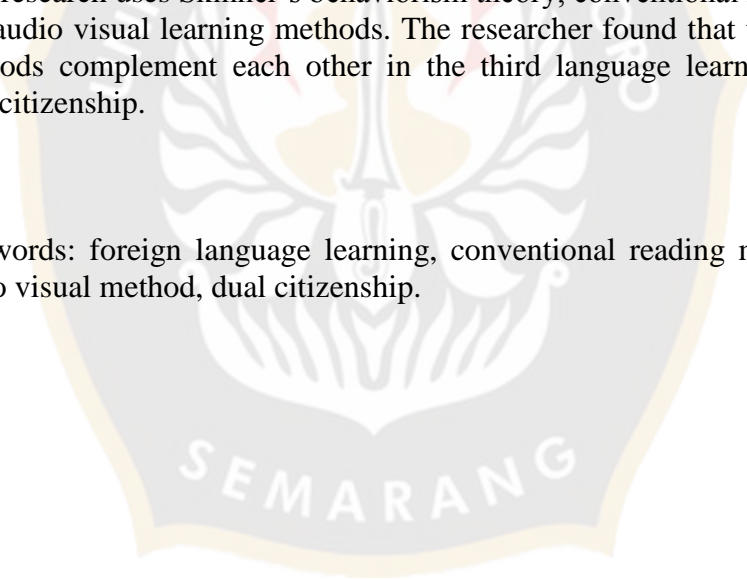 research uses Skinner's behaviorism theory, conventional
audio visual learning methods. The researcher found that
ods complement each other in the third language learn
citizenship.
words: foreign language learning, conventional reading
o visual method, dual citizenship.
SEMARANG